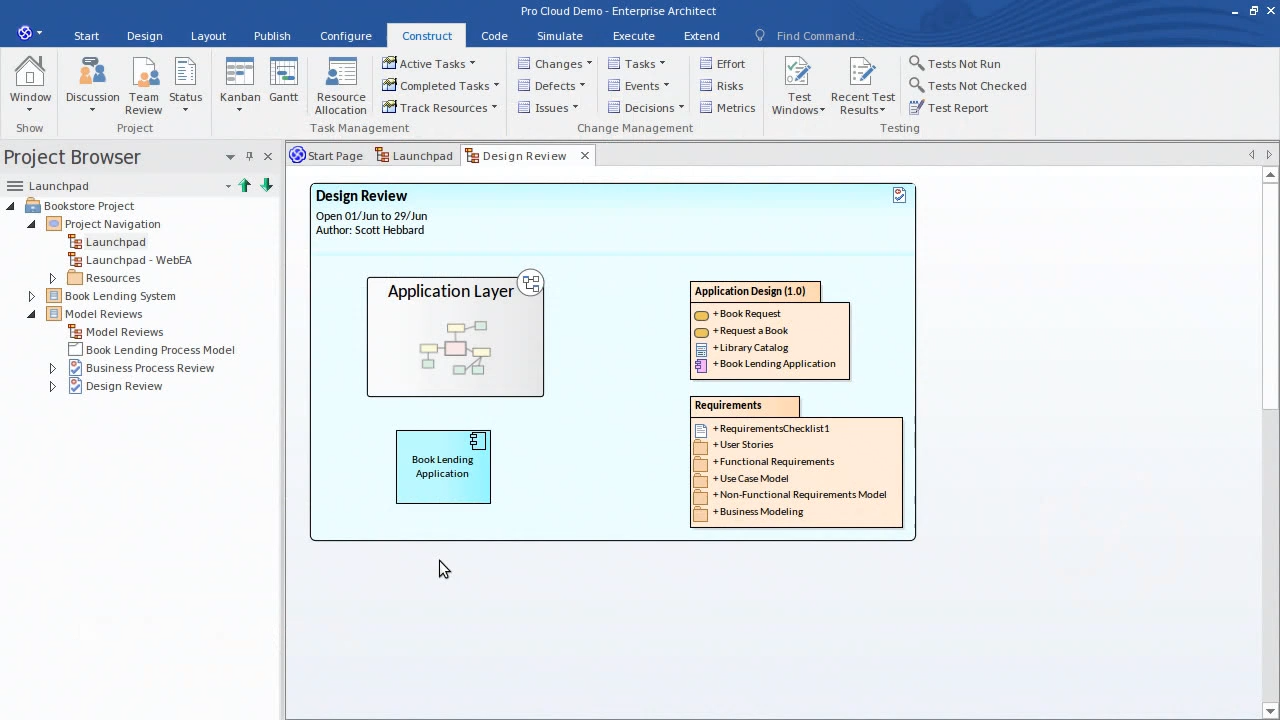 Pro Cloud Demo - Enterprise Architect
Start Design Layout Publish Configure Construct Code Simulate Execute Extend Find Command...
Window
Show
Discussion
Team Review
Status
Project
Kanban
Gantt
Resource Allocation
Active Tasks
Completed Tasks
Track Resources
Task Management
Changes
Defects
Issues
Tasks
Events
Decisions
Effort
Risks
Metrics
Change Management
Test Windows
Recent Test Results
Tests Not Run
Tests Not Checked
Test Report
Testing
Project Browser
Launchpad
Bookstore Project
Project Navigation
Launchpad
Launchpad - WebEA
Resources
Book Lending System
Model Reviews
Model Reviews
Book Lending Process Model
Business Process Review
Design Review
Start Page Launchpad Design Review
Design Review
Open 01/Jun to 29/Jun
Author: Scott Hebbard
Application Layer
Book Lending
Application
Application Design (1.0)
+ Book Request
+ Request a Book
+ Library Catalog
+ Book Lending Application
Requirements
+ RequirementsChecklist1
+ User Stories
+ Functional Requirements
+ Use Case Model
+ Non-Functional Requirements Model
+ Business Modeling